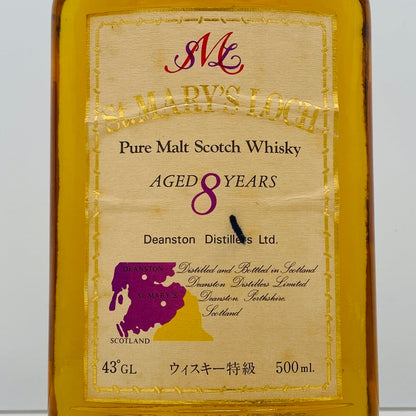 SML
St. MARY'S LOCH
Pure Malt Scotch Whisky
AGED 8 YEARS
Deanston Distillers Ltd.
DEANSTON
St. MARY'S
SCOTLAND
Distilled and Bottled in Scotland
Deanston Distillers Limited
Deanston Perthshire
Scotland
43°GL ウィスキー特級 500ml.